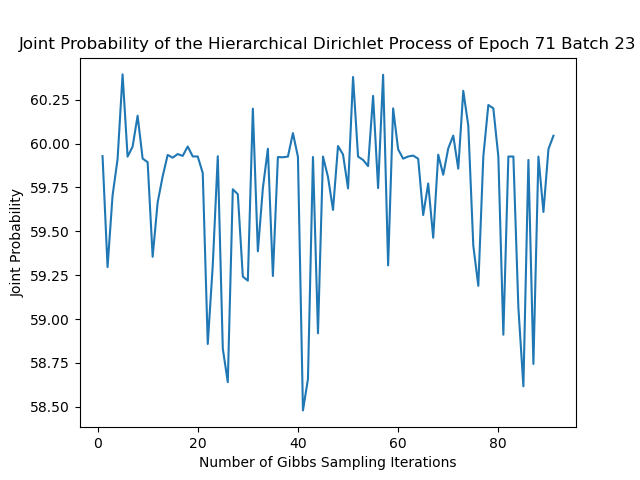 Joint Probability of the Hierarchical Dirichlet Process of Epoch 71 Batch 23
60.25
60.00
59.75
59.50
59.25
59.00
58.75
58.50
Joint Probability
0 20 40 60 80
Number of Gibbs Sampling Iterations